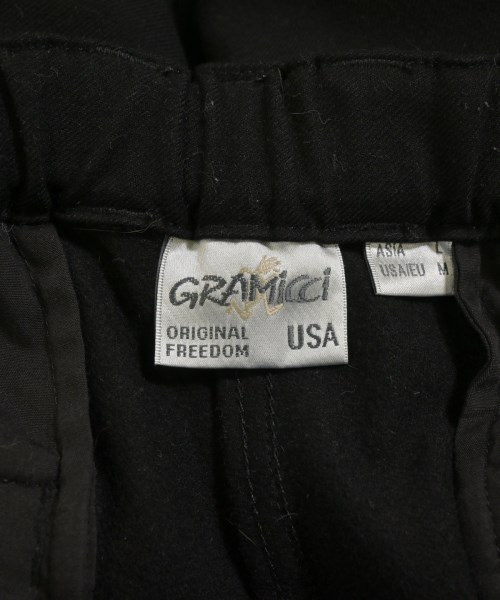 GRAMiCCi
ORIGINAL
FREEDOM
USA
ASIA L
USA/EU M